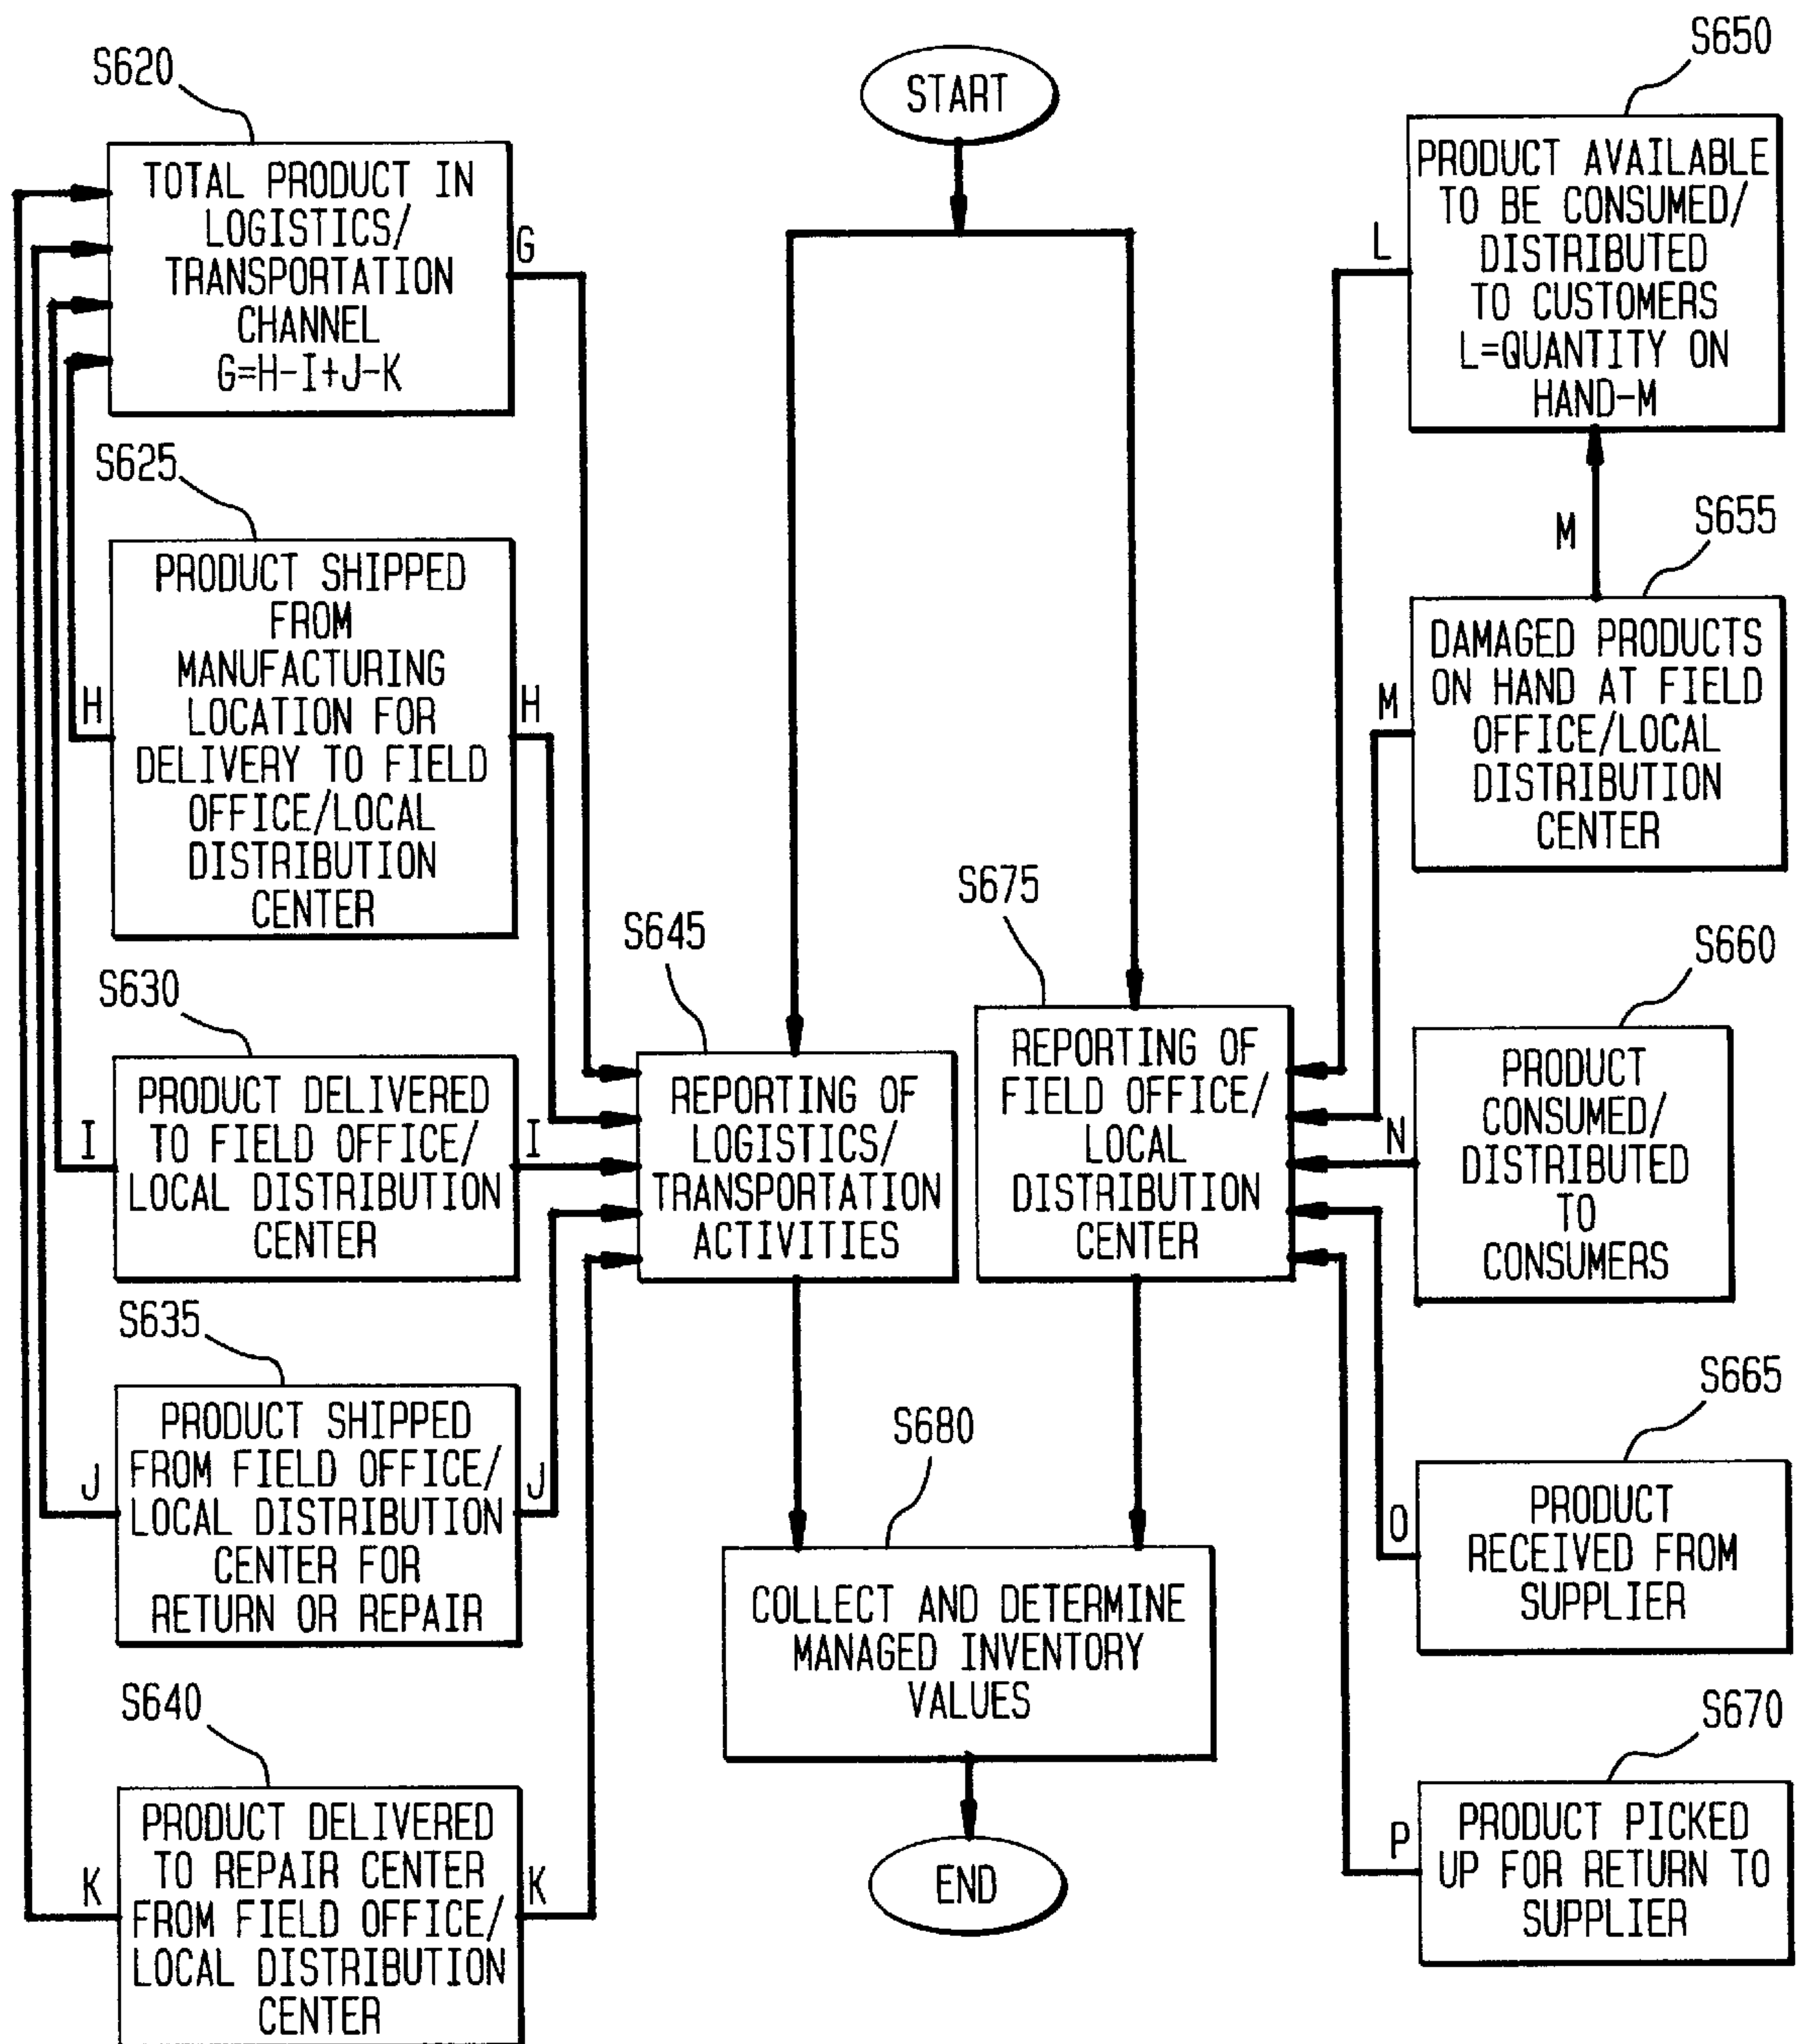 START
S620
TOTAL PRODUCT IN
LOGISTICS/
TRANSPORTATION
CHANNEL
G=H-I+J-K
G
S625
PRODUCT SHIPPED
FROM
MANUFACTURING
LOCATION FOR
DELIVERY TO FIELD
OFFICE/LOCAL
DISTRIBUTION
CENTER
H
H
S630
PRODUCT DELIVERED
TO FIELD OFFICE/
LOCAL DISTRIBUTION
CENTER
I
I
S635
PRODUCT SHIPPED
FROM FIELD OFFICE/
LOCAL DISTRIBUTION
CENTER FOR
RETURN OR REPAIR
J
J
S640
PRODUCT DELIVERED
TO REPAIR CENTER
FROM FIELD OFFICE/
LOCAL DISTRIBUTION
CENTER
K
K
S645
REPORTING OF
LOGISTICS/
TRANSPORTATION
ACTIVITIES
S675
REPORTING OF
FIELD OFFICE/
LOCAL
DISTRIBUTION
CENTER
S680
COLLECT AND DETERMINE
MANAGED INVENTORY
VALUES
END
S650
PRODUCT AVAILABLE
TO BE CONSUMED/
DISTRIBUTED
TO CUSTOMERS
L=QUANTITY ON
HAND-M
L
M
S655
DAMAGED PRODUCTS
ON HAND AT FIELD
OFFICE/LOCAL
DISTRIBUTION
CENTER
M
S660
PRODUCT
CONSUMED/
DISTRIBUTED
TO
CONSUMERS
N
S665
PRODUCT
RECEIVED FROM
SUPPLIER
O
S670
PRODUCT PICKED
UP FOR RETURN TO
SUPPLIER
P